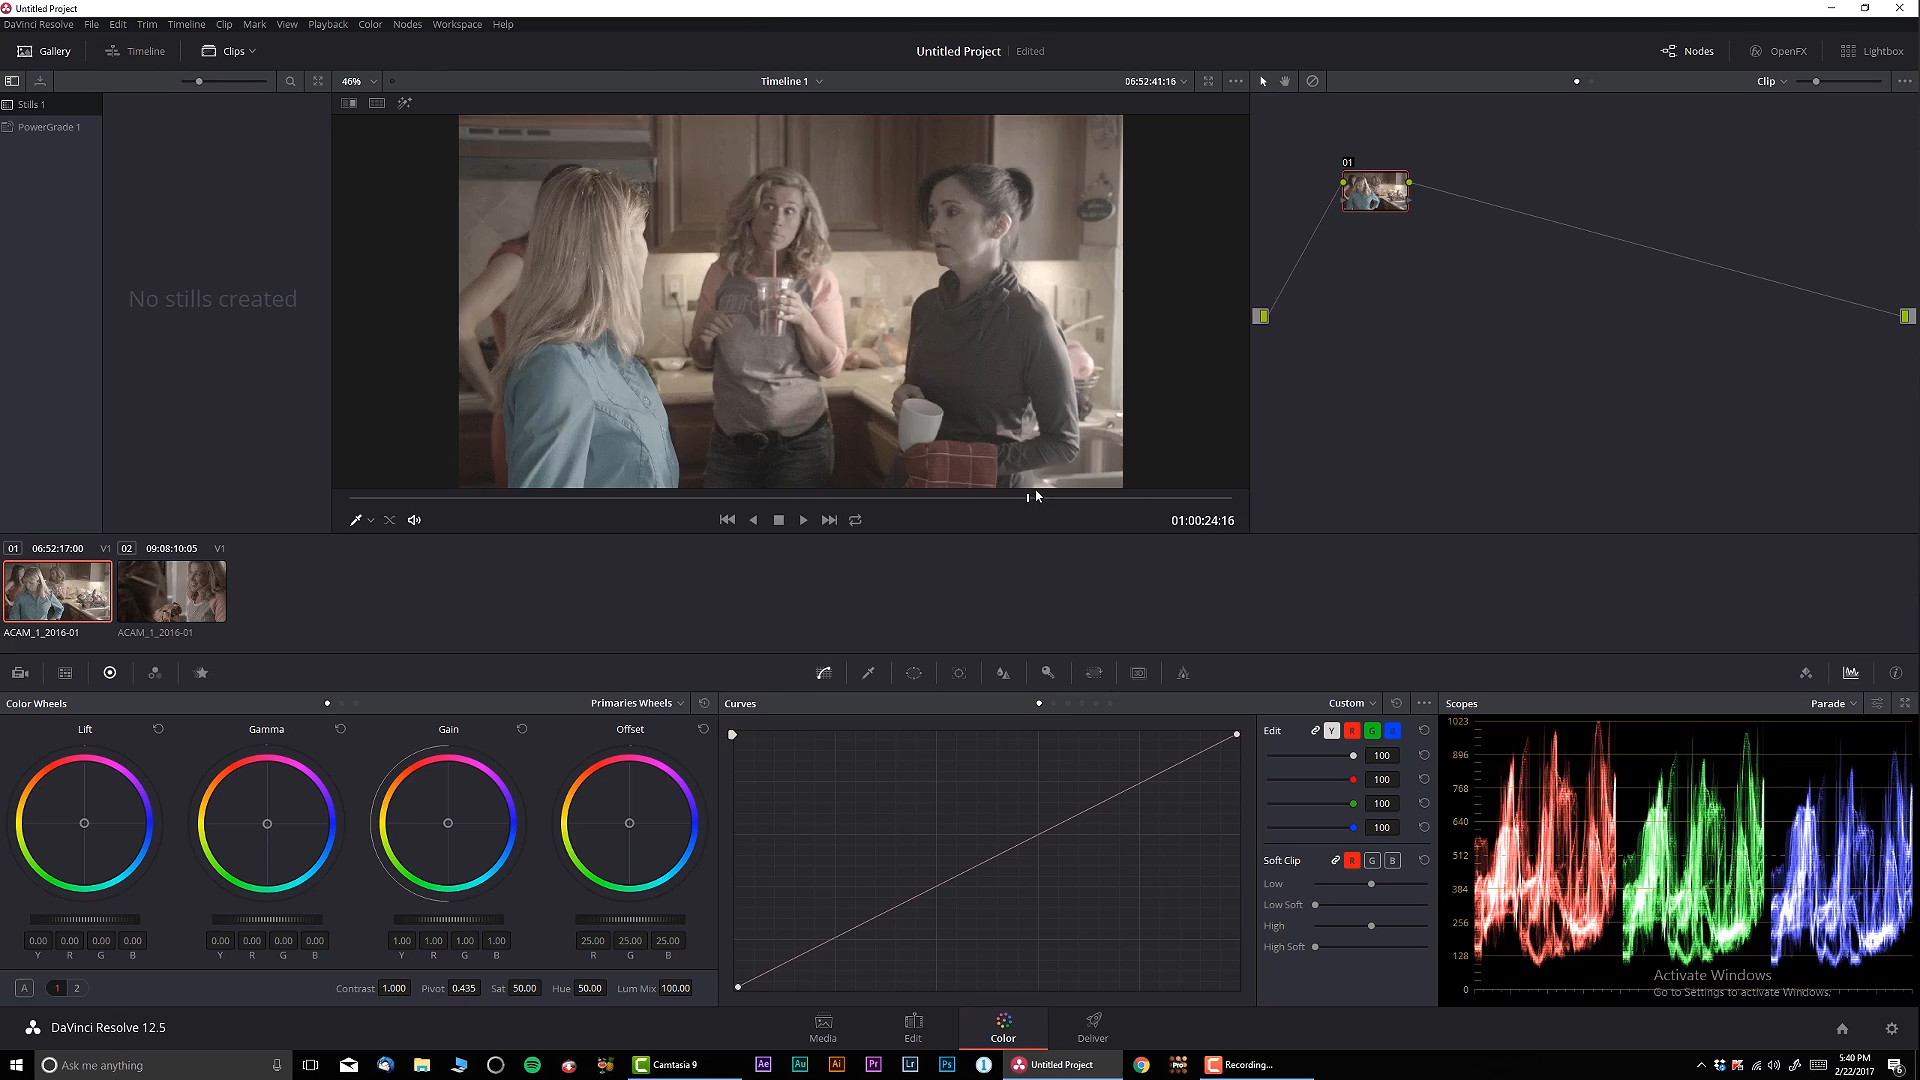 Untitled Project
DaVinci Resolve File Edit Trim Timeline Clip Mark View Playback Color Nodes Workspace Help
Gallery Timeline Clips Untitled Project Edited Nodes OpenFX Lightbox
46% Timeline 1 06:52:41:16 Clip
Stills 1
PowerGrade 1
No stills created
01
01:00:24:16
01 06:52:17:00 V1 02 09:08:10:05 V1
ACAM_1_2016-01 ACAM_1_2016-01
Color Wheels Primaries Wheels Curves Custom Scopes Parade
Lift Gamma Gain Offset
Edit Y R G B
100
100
100
100
Soft Clip R G B
Low
Low Soft
High
High Soft
1023
896
768
640
512
384
256
128
0
0.00 0.00 0.00 0.00 0.00 0.00 0.00 0.00 1.00 1.00 1.00 1.00 25.00 25.00 25.00
Y R G B Y R G B Y R G B R G B
A 1 2 Contrast 1.000 Pivot 0.435 Sat 50.00 Hue 50.00 Lum Mix 100.00
Activate Windows
Go to Settings to activate Windows.
DaVinci Resolve 12.5 Media Edit Color Deliver
Ask me anything Camtasia 9 Ae Au Ai Pr Lr Ps Untitled Project Recording... 5:40 PM
2/22/2017